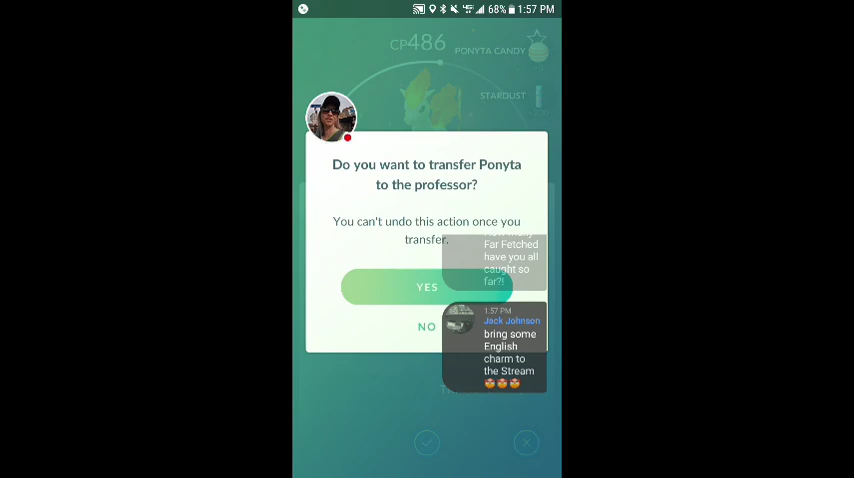 68% 1:57 PM
CP486
PONYTA CANDY
STARDUST
Do you want to transfer Ponyta
to the professor?
You can't undo this action once you
transfer.
Far Fetched
have you all
caught so
far?!
YES
1:57 PM
Jack Johnson
NO
bring some
English
charm to
the Stream